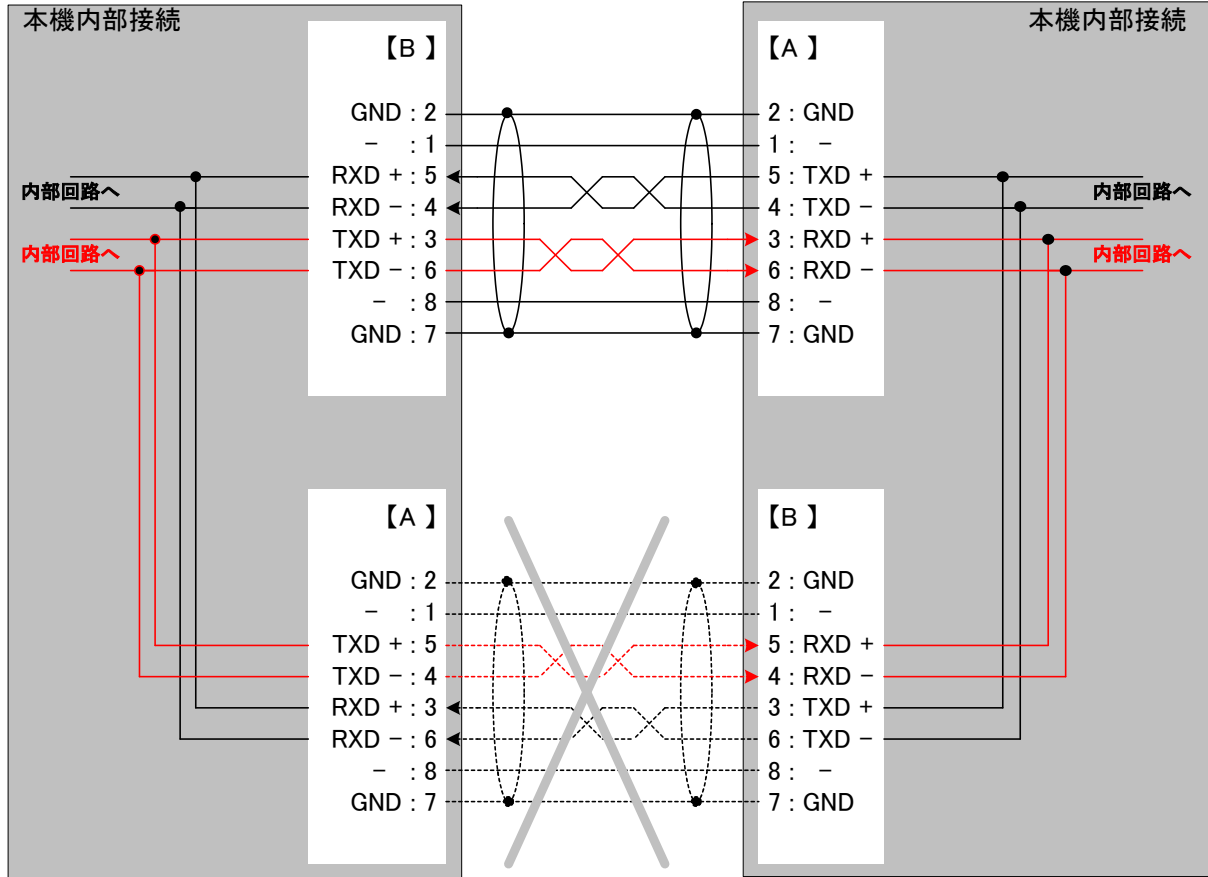 本機内部接続
本機内部接続
【B 】
【A 】
GND : 2
2 : GND
− : 1
1 : −
RXD + : 5
5 : TXD +
RXD − : 4
4 : TXD −
TXD + : 3
3 : RXD +
TXD − : 6
6 : RXD −
− : 8
8 : −
GND : 7
7 : GND
内部回路へ
内部回路へ
内部回路へ
内部回路へ
【A 】
【B 】
GND : 2
2 : GND
− : 1
1 : −
TXD + : 5
5 : RXD +
TXD − : 4
4 : RXD −
RXD + : 3
3 : TXD +
RXD − : 6
6 : TXD −
− : 8
8 : −
GND : 7
7 : GND